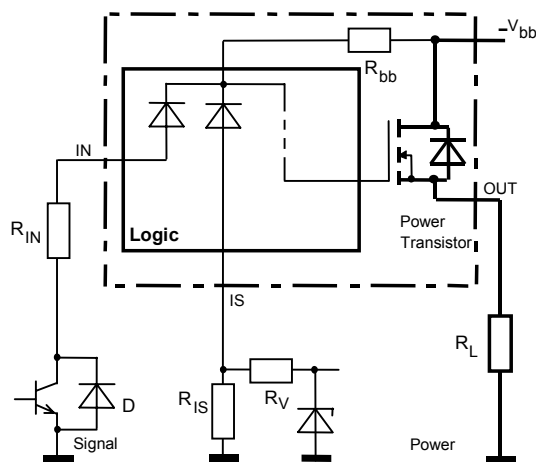 -Vbb
Rbb
IN
OUT
Logic
Power
Transistor
RIN
IS
RL
D
RIS
RV
Signal
Power